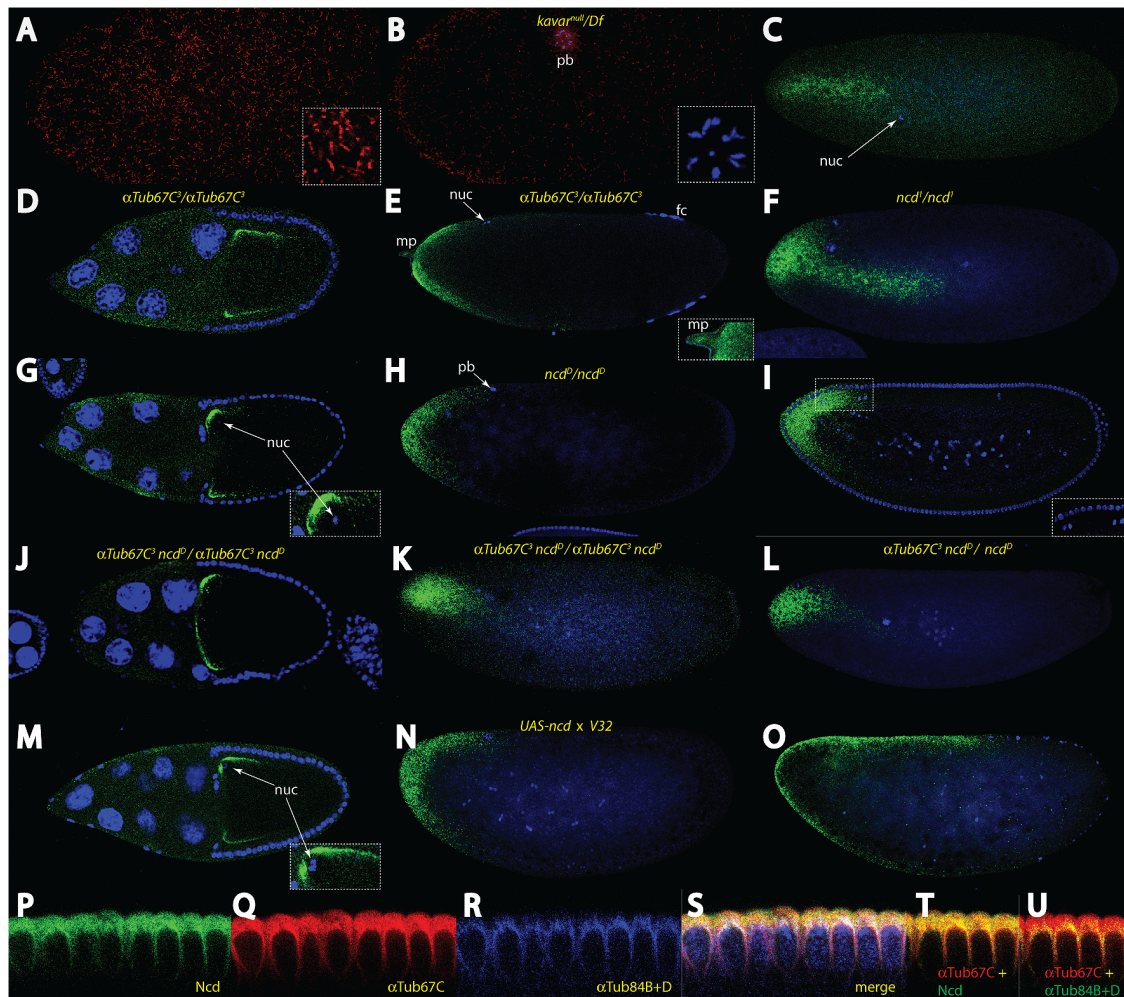 A B kavar^null/Df C
pb
nuc
D αTub67C³/αTub67C³ E nuc αTub67C³/αTub67C³ fc F ncd¹/ncd¹
mp
mp
G nuc H pb ncd^D/ncd^D I
J αTub67C³ ncd^D/ αTub67C³ ncd^D K αTub67C³ ncd^D/ αTub67C³ ncd^D L αTub67C³ ncd^D/ ncd^D
M nuc N UAS-ncd x V32 O
P Q R S T U
Ncd αTub67C αTub84B+D merge αTub67C + αTub67C +
Ncd αTub84B+D